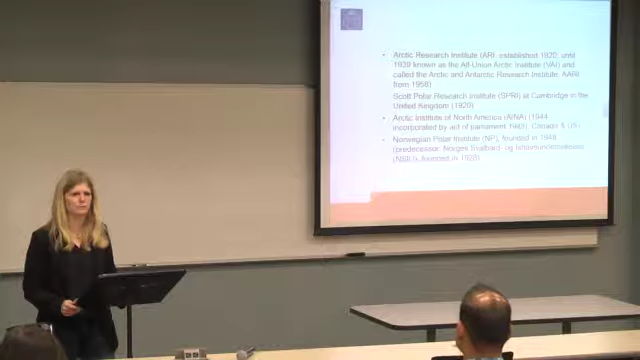 • Arctic Research Institute (ARI, established 1920, until
1939 known as the All-Union Arctic Institute (VAI) and
called the Arctic and Antarctic Research Institute, AARI
from 1958)
Scott Polar Research Institute (SPRI) at Cambridge in the
United Kingdom (1920)
• Arctic Institute of North America (AINA) (1944
incorporated by act of parliament Canada & US)
• Norwegian Polar Institute (NP), founded in 1948
(predecessor: Norges Svalbard- og
(NSIU), founded in 1928)